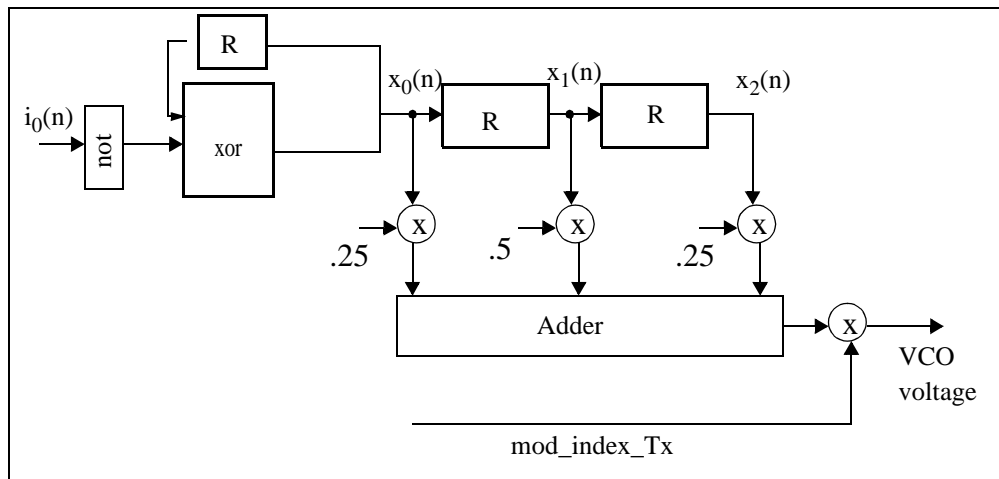 R
x0(n)
x1(n)
x2(n)
i0(n)
not
xor
R
R
x
x
x
.25
.5
.25
Adder
x
VCO
voltage
mod_index_Tx